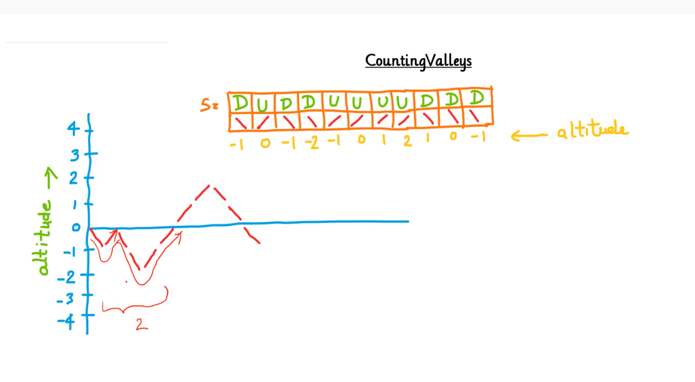 CountingValleys
S= D U D D U U U U D D D
-1 0 -1 -2 -1 0 1 2 1 0 -1 ← altitude
altitude →
4
3
2
1
0
-1
-2
-3
-4
2